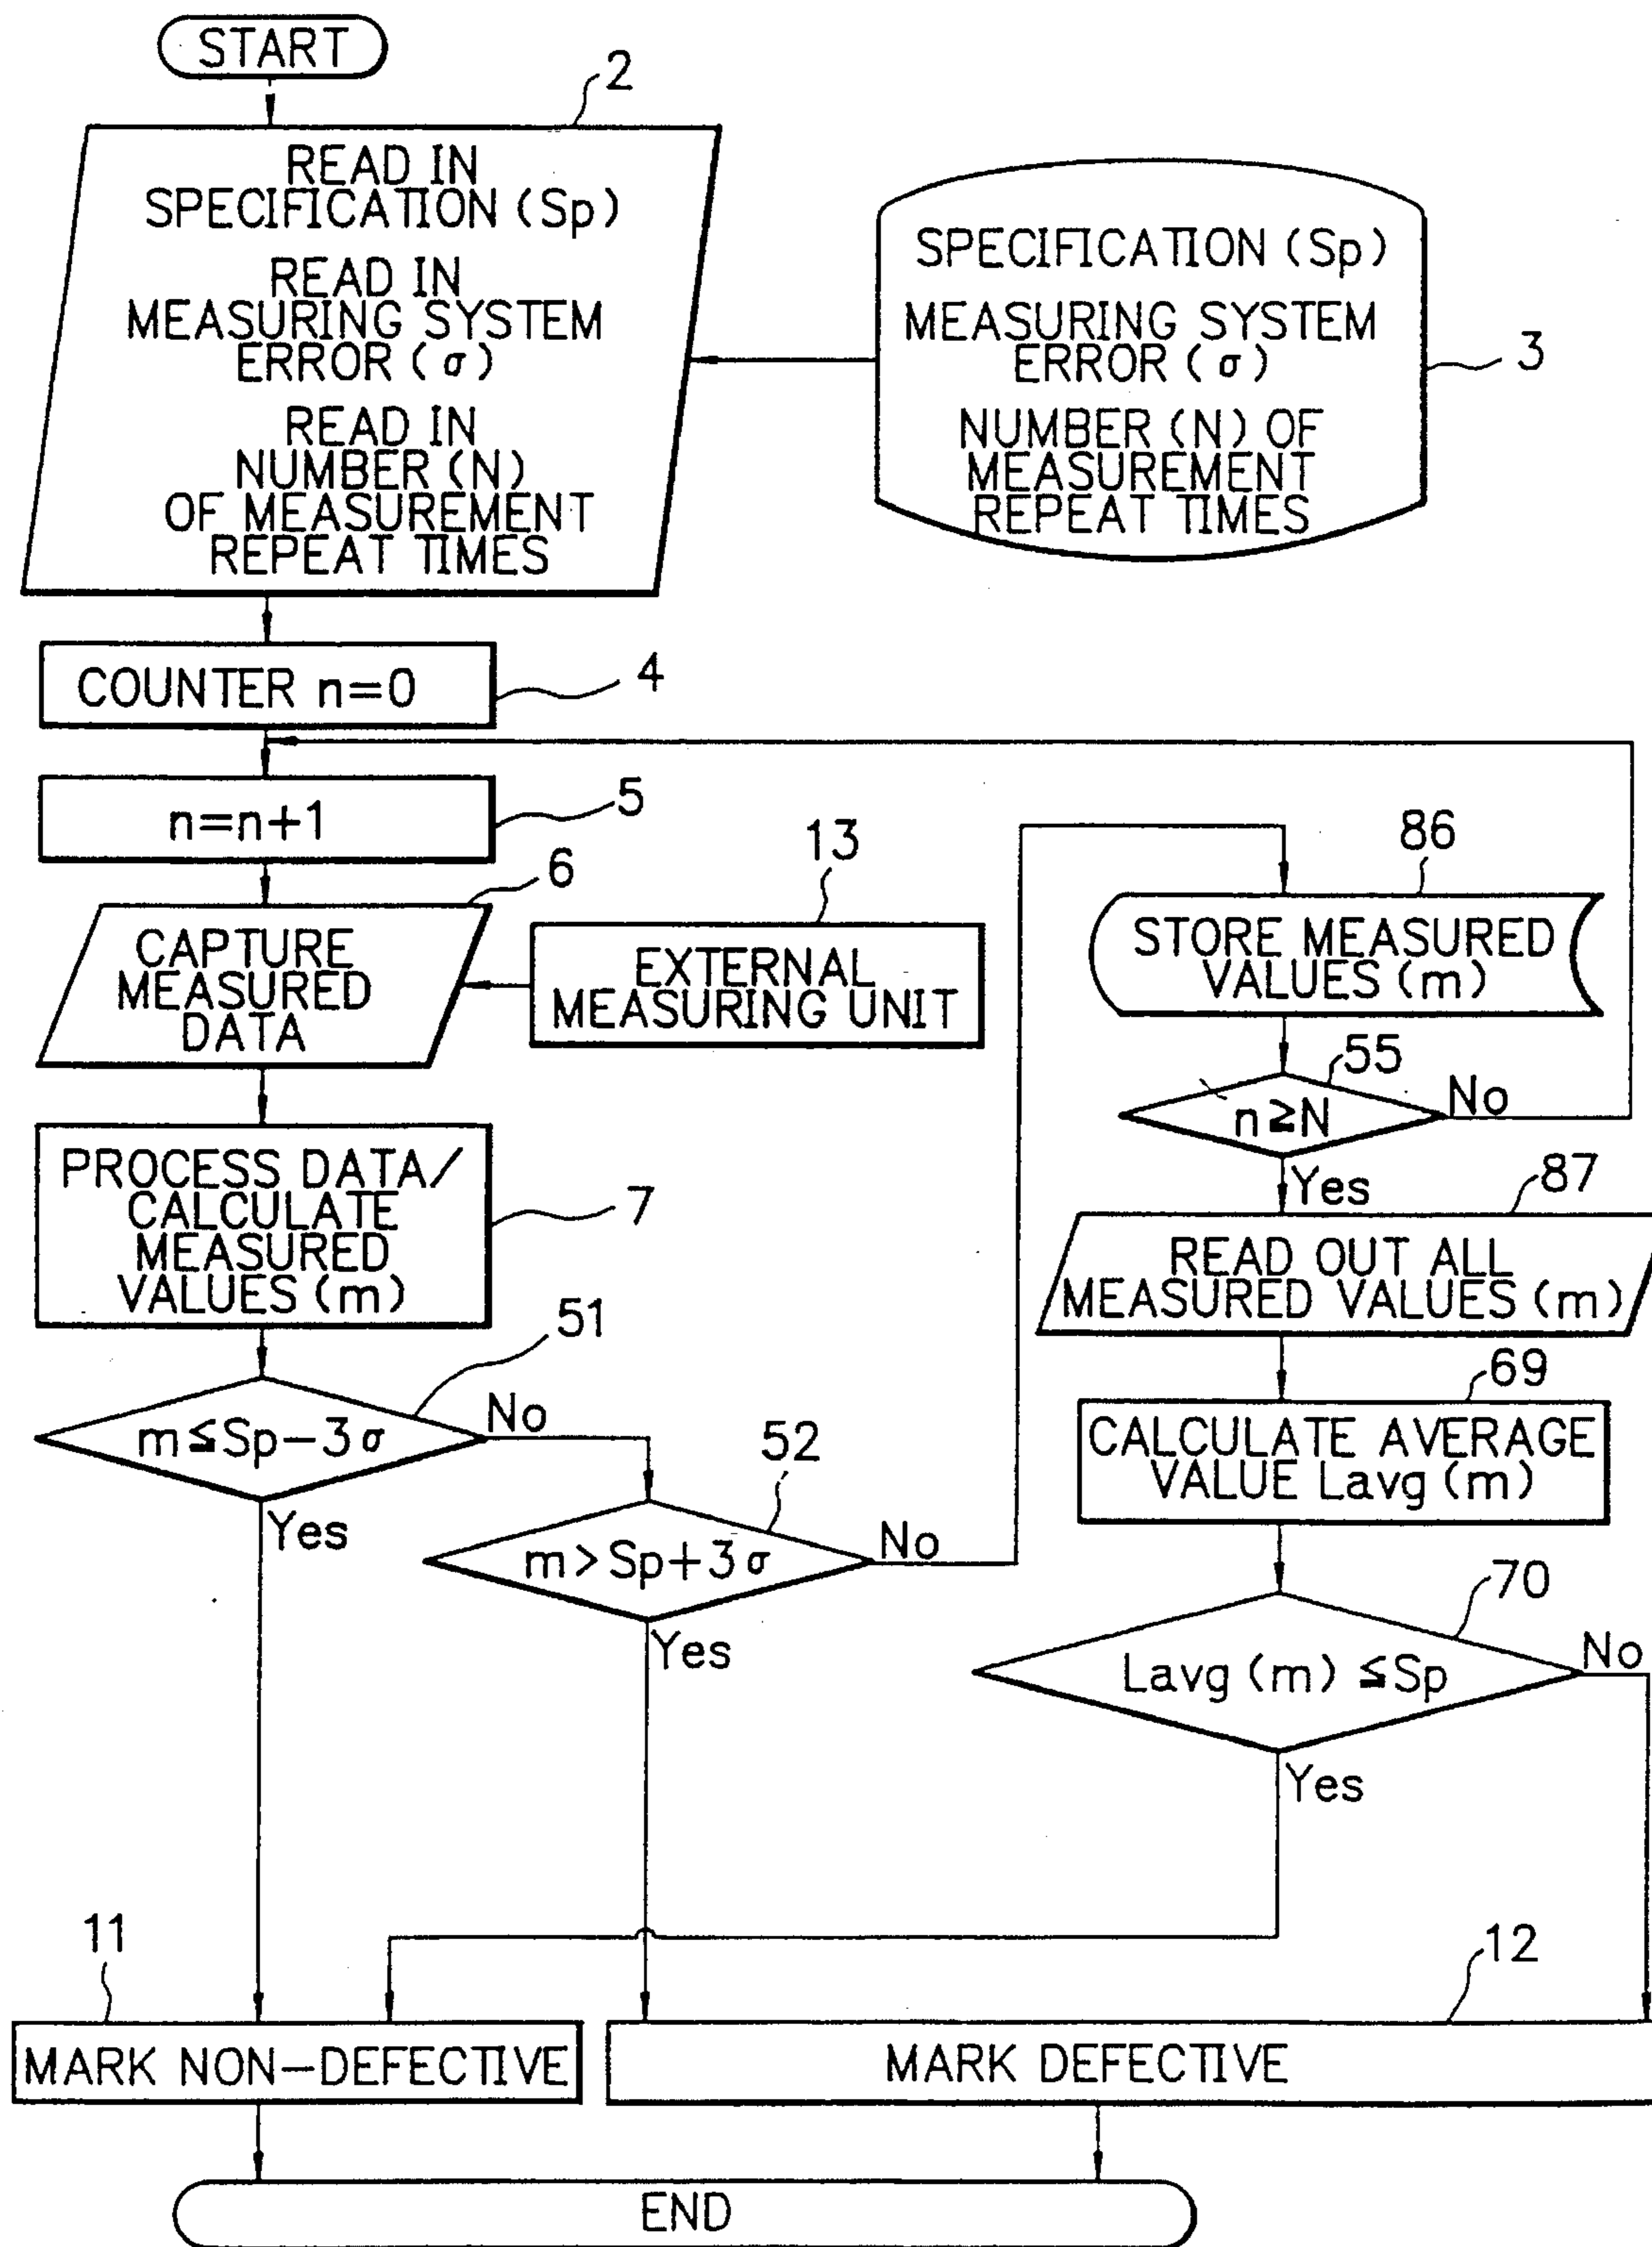 START
2
READ IN
SPECIFICATION (Sp)
READ IN
MEASURING SYSTEM
ERROR (σ)
READ IN
NUMBER (N)
OF MEASUREMENT
REPEAT TIMES
SPECIFICATION (Sp)
MEASURING SYSTEM
ERROR (σ)
NUMBER (N) OF
MEASUREMENT
REPEAT TIMES
3
COUNTER n=0
4
n=n+1
5
6
CAPTURE
MEASURED
DATA
13
EXTERNAL
MEASURING UNIT
PROCESS DATA/
CALCULATE
MEASURED
VALUES (m)
7
51
m≦Sp−3σ
No
Yes
52
m>Sp+3σ
No
Yes
86
STORE MEASURED
VALUES (m)
55
n≧N
No
Yes
87
READ OUT ALL
MEASURED VALUES (m)
69
CALCULATE AVERAGE
VALUE Lavg (m)
70
Lavg (m) ≦Sp
No
Yes
11
MARK NON-DEFECTIVE
12
MARK DEFECTIVE
END